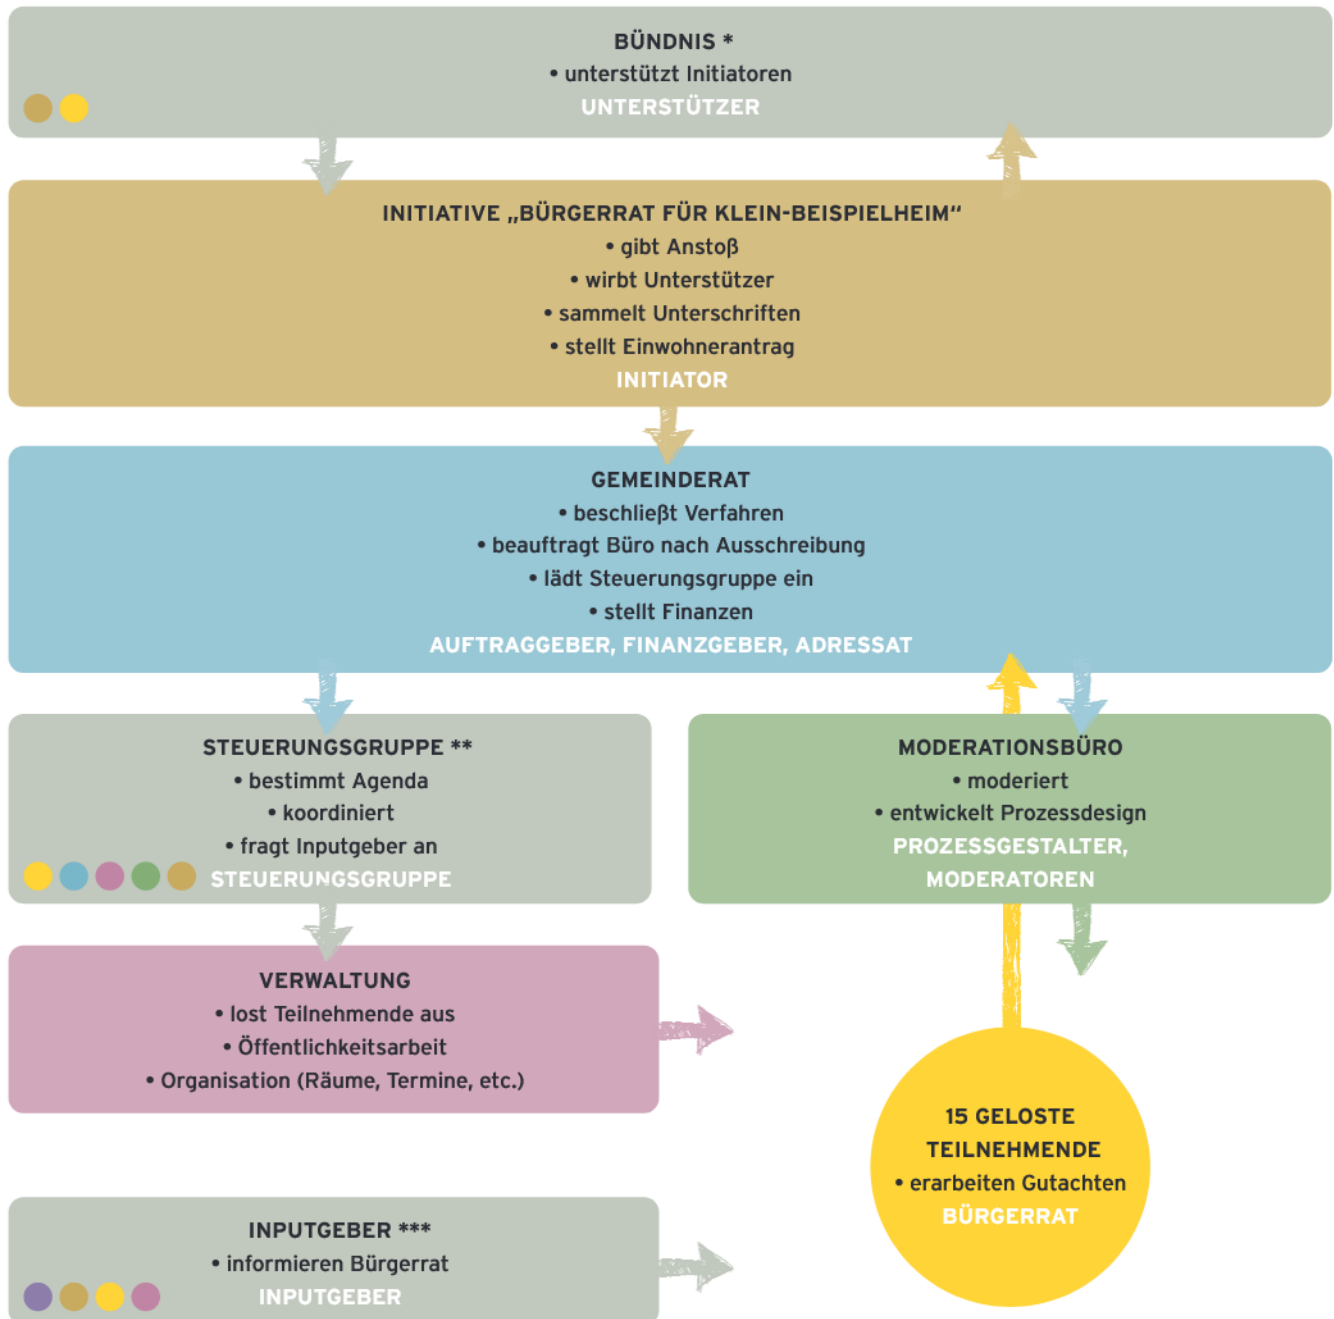 BÜNDNIS *
• unterstützt Initiatoren
UNTERSTÜTZER
INITIATIVE „BÜRGERRAT FÜR KLEIN-BEISPIELHEIM“
• gibt Anstoß
• wirbt Unterstützer
• sammelt Unterschriften
• stellt Einwohnerantrag
INITIATOR
GEMEINDERAT
• beschließt Verfahren
• beauftragt Büro nach Ausschreibung
• lädt Steuerungsgruppe ein
• stellt Finanzen
AUFTRAGGEBER, FINANZGEBER, ADRESSAT
STEUERUNGSGRUPPE **
• bestimmt Agenda
• koordiniert
• fragt Inputgeber an
STEUERUNGSGRUPPE
MODERATIONSBÜRO
• moderiert
• entwickelt Prozessdesign
PROZESSGESTALTER,
MODERATOREN
VERWALTUNG
• lost Teilnehmende aus
• Öffentlichkeitsarbeit
• Organisation (Räume, Termine, etc.)
15 GELOSTE
TEILNEHMENDE
• erarbeiten Gutachten
BÜRGERRAT
INPUTGEBER ***
• informieren Bürgerrat
INPUTGEBER